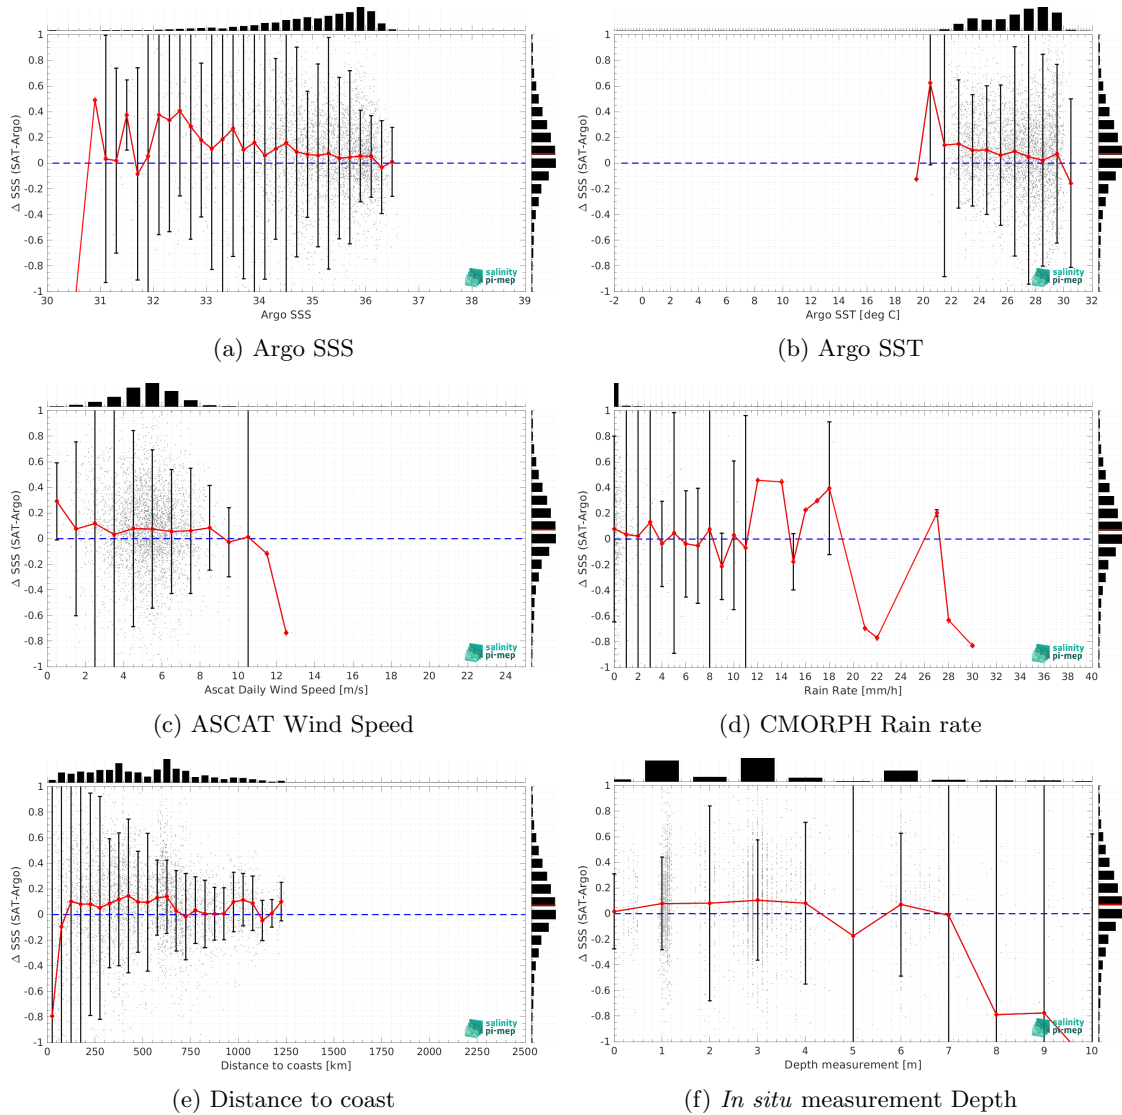 1
0.8
0.6
0.4
0.2
0
-0.2
-0.4
-0.6
-0.8
-1
Δ SSS (SAT-Argo)
30 31 32 33 34 35 36 37 38 39
Argo SSS
salinity
pi-mep
(a) Argo SSS
1
0.8
0.6
0.4
0.2
0
-0.2
-0.4
-0.6
-0.8
-1
Δ SSS (SAT-Argo)
-2 0 2 4 6 8 10 12 14 16 18 20 22 24 26 28 30 32
Argo SST [deg C]
salinity
pi-mep
(b) Argo SST
1
0.8
0.6
0.4
0.2
0
-0.2
-0.4
-0.6
-0.8
-1
Δ SSS (SAT-Argo)
0 2 4 6 8 10 12 14 16 18 20 22 24
Ascat Daily Wind Speed [m/s]
salinity
pi-mep
(c) ASCAT Wind Speed
1
0.8
0.6
0.4
0.2
0
-0.2
-0.4
-0.6
-0.8
-1
Δ SSS (SAT-Argo)
0 2 4 6 8 10 12 14 16 18 20 22 24 26 28 30 32 34 36 38 40
Rain Rate [mm/h]
salinity
pi-mep
(d) CMORPH Rain rate
1
0.8
0.6
0.4
0.2
0
-0.2
-0.4
-0.6
-0.8
-1
Δ SSS (SAT-Argo)
0 250 500 750 1000 1250 1500 1750 2000 2250 2500
Distance to coasts [km]
salinity
pi-mep
(e) Distance to coast
1
0.8
0.6
0.4
0.2
0
-0.2
-0.4
-0.6
-0.8
-1
Δ SSS (SAT-Argo)
0 1 2 3 4 5 6 7 8 9 10
Depth measurement [m]
salinity
pi-mep
(f) In situ measurement Depth